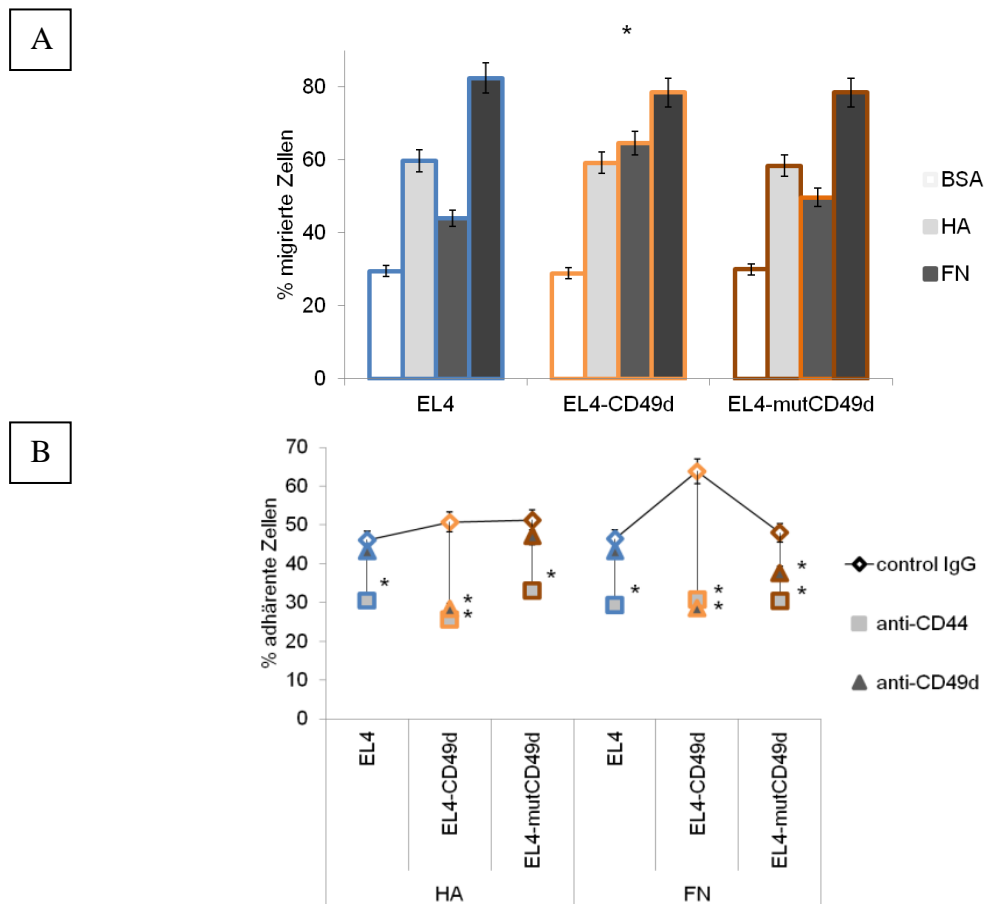 A
*
% migrierte Zellen
80
60
40
20
0
EL4
EL4-CD49d
EL4-mutCD49d
BSA
HA
FN
B
% adhärente Zellen
70
60
50
40
30
20
10
0
*
*
*
*
*
*
*
*
*
*
EL4
EL4-CD49d
EL4-mutCD49d
EL4
EL4-CD49d
EL4-mutCD49d
HA
FN
control IgG
anti-CD44
anti-CD49d